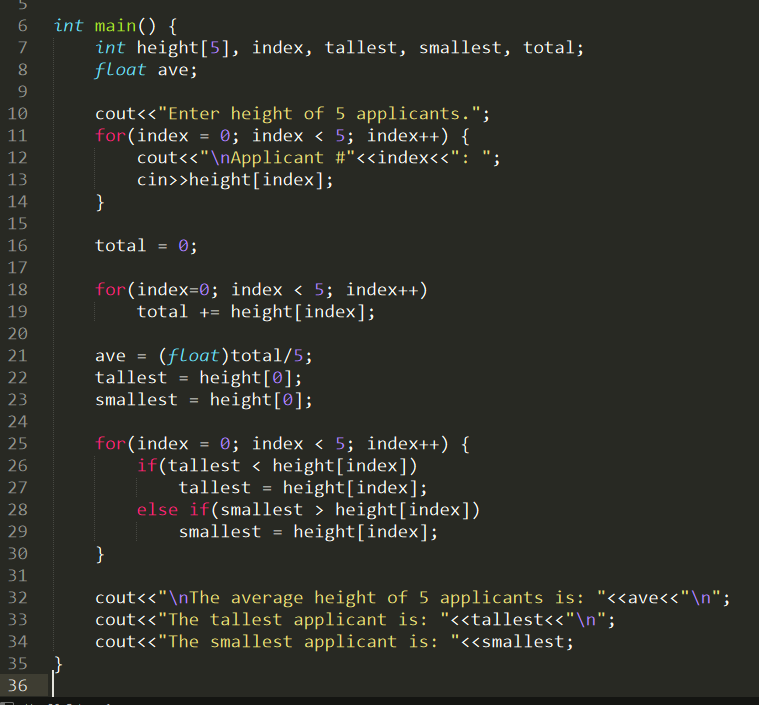 5
6 int main() {
7 int height[5], index, tallest, smallest, total;
8 float ave;
9
10 cout<<"Enter height of 5 applicants.";
11 for(index = 0; index < 5; index++) {
12 cout<<"\nApplicant #"<<index<<": ";
13 cin>>height[index];
14 }
15
16 total = 0;
17
18 for(index=0; index < 5; index++)
19 total += height[index];
20
21 ave = (float)total/5;
22 tallest = height[0];
23 smallest = height[0];
24
25 for(index = 0; index < 5; index++) {
26 if(tallest < height[index])
27 tallest = height[index];
28 else if(smallest > height[index])
29 smallest = height[index];
30 }
31
32 cout<<"\nThe average height of 5 applicants is: "<<ave<<"\n";
33 cout<<"The tallest applicant is: "<<tallest<<"\n";
34 cout<<"The smallest applicant is: "<<smallest;
35 }
36